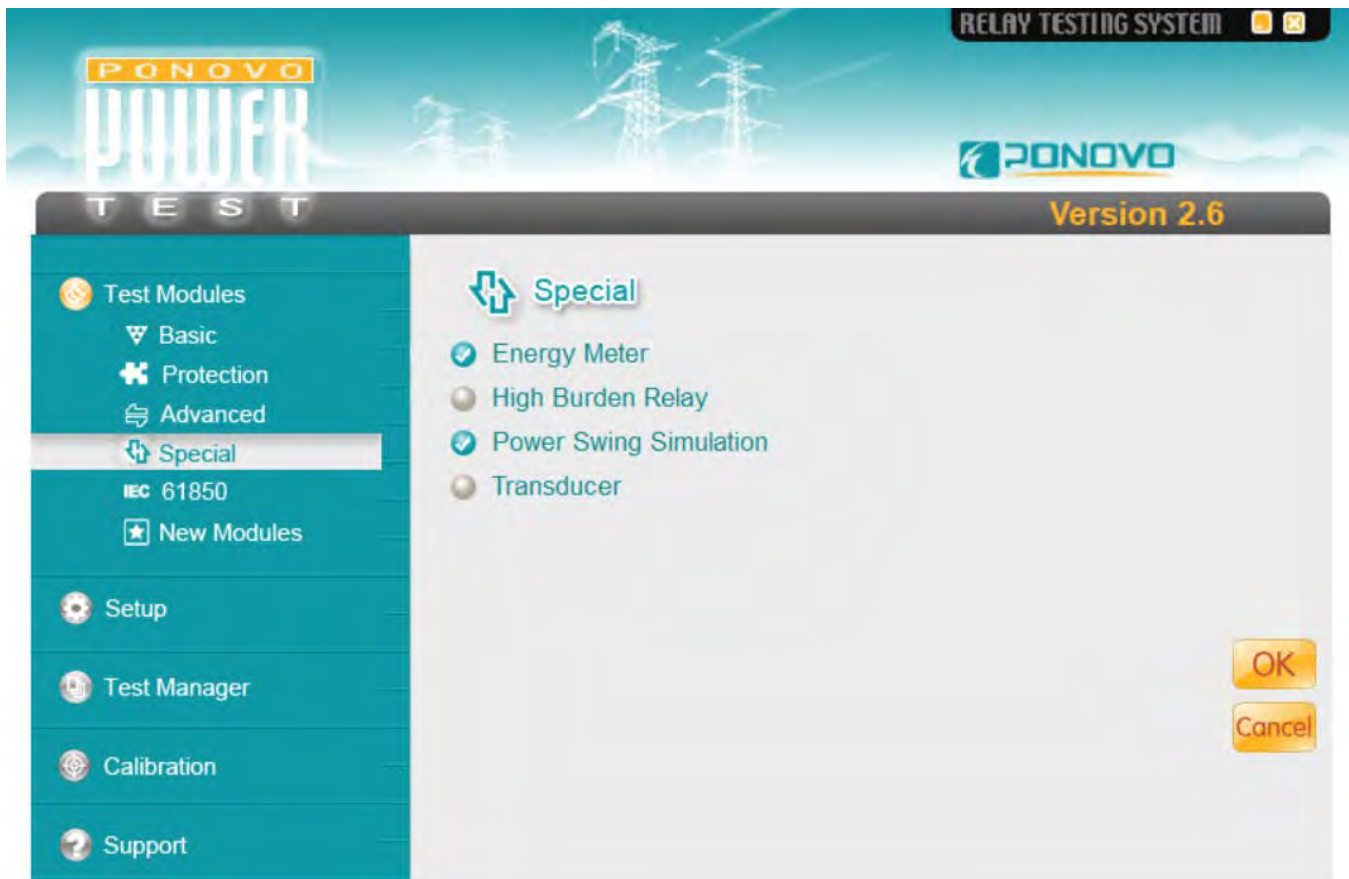 RELAY TESTING SYSTEM
PONOVO
POWER
TEST
PONOVO
Version 2.6
Test Modules
Basic
Protection
Advanced
Special
IEC 61850
New Modules
Setup
Test Manager
Calibration
Support
Special
Energy Meter
High Burden Relay
Power Swing Simulation
Transducer
OK
Cancel